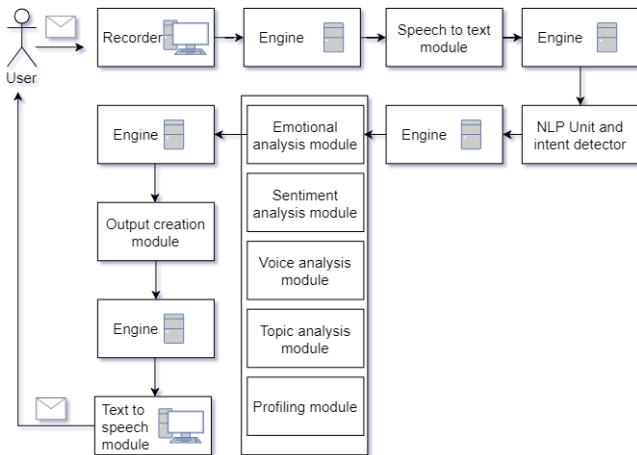 User
Recorder
Engine
Speech to text
module
Engine
NLP Unit and
intent detector
Engine
Emotional
analysis module
Sentiment
analysis module
Voice analysis
module
Topic analysis
module
Profiling module
Engine
Output creation
module
Engine
Text to
speech
module